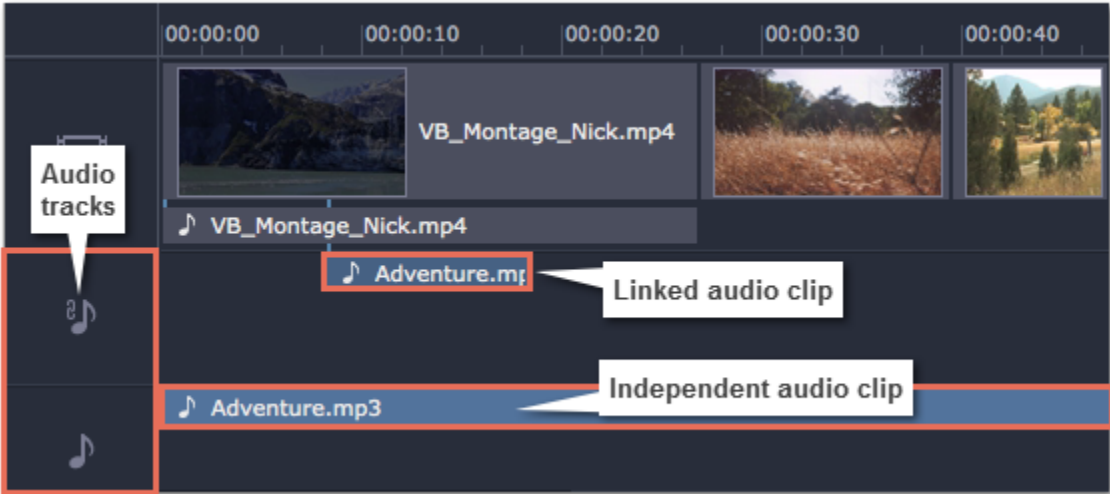 00:00:00 00:00:10 00:00:20 00:00:30 00:00:40
VB_Montage_Nick.mp4
Audio
tracks
VB_Montage_Nick.mp4
Adventure.mp
Linked audio clip
Independent audio clip
Adventure.mp3